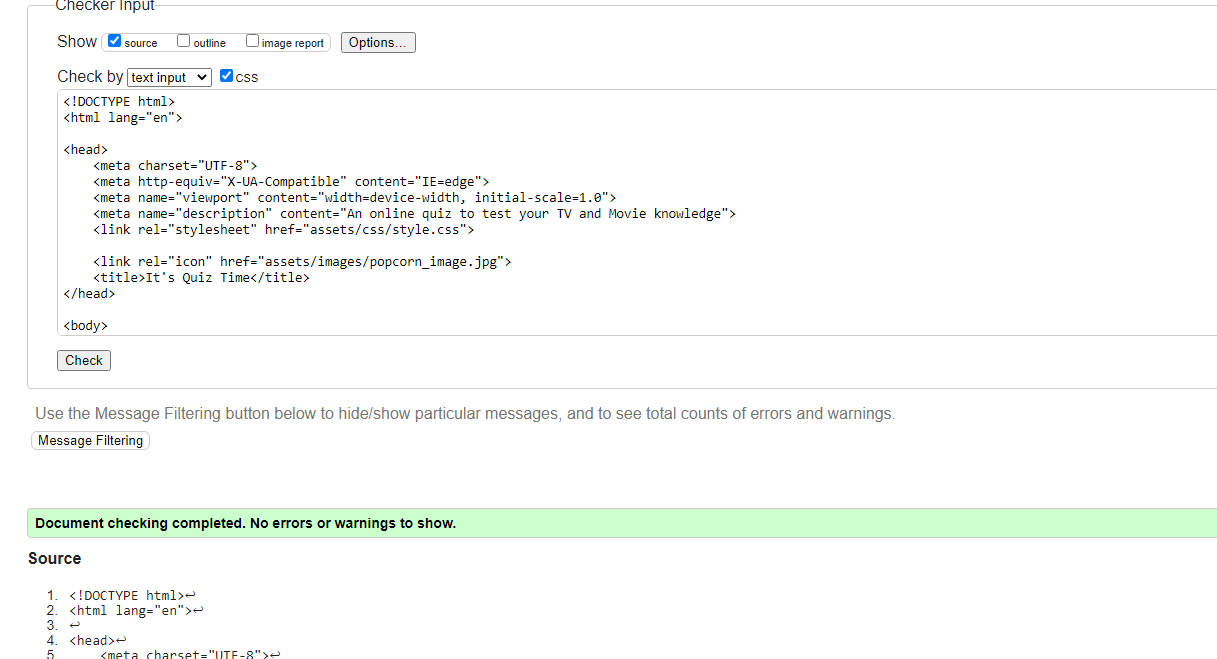 Checker Input
Show source outline image report Options...
Check by text input css
<!DOCTYPE html>
<html lang="en">
<head>
<meta charset="UTF-8">
<meta http-equiv="X-UA-Compatible" content="IE=edge">
<meta name="viewport" content="width=device-width, initial-scale=1.0">
<meta name="description" content="An online quiz to test your TV and Movie knowledge">
<link rel="stylesheet" href="assets/css/style.css">
<link rel="icon" href="assets/images/popcorn_image.jpg">
<title>It's Quiz Time</title>
</head>
<body>
Check
Use the Message Filtering button below to hide/show particular messages, and to see total counts of errors and warnings.
Message Filtering
Document checking completed. No errors or warnings to show.
Source
1. <!DOCTYPE html>↩
2. <html lang="en">↩
3. ↩
4. <head>↩
5. <meta charset="UTF-8">↩